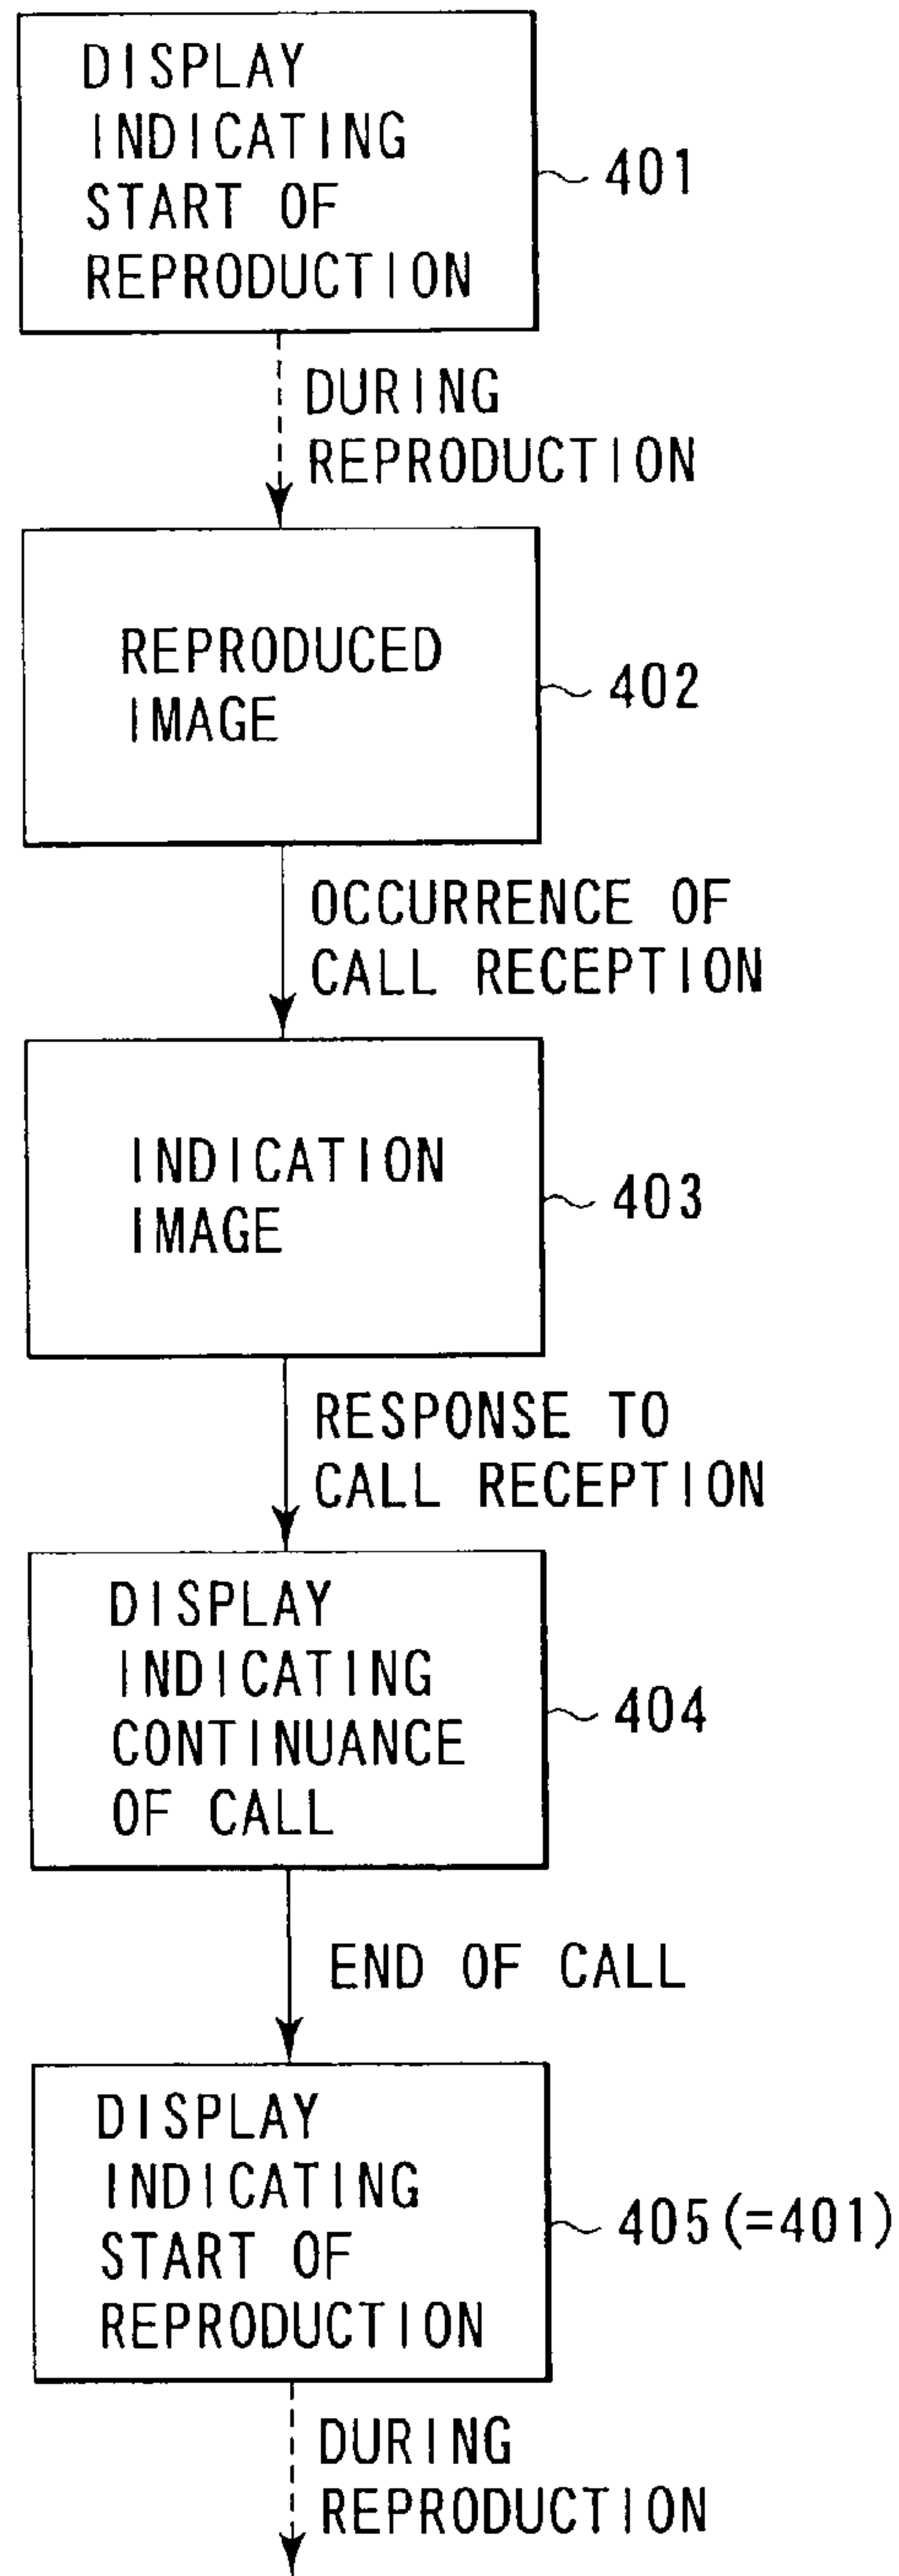 DISPLAY
INDICATING
START OF
REPRODUCTION
401
DURING
REPRODUCTION
REPRODUCED
IMAGE
402
OCCURRENCE OF
CALL RECEPTION
INDICATION
IMAGE
403
RESPONSE TO
CALL RECEPTION
DISPLAY
INDICATING
CONTINUANCE
OF CALL
404
END OF CALL
DISPLAY
INDICATING
START OF
REPRODUCTION
405(=401)
DURING
REPRODUCTION